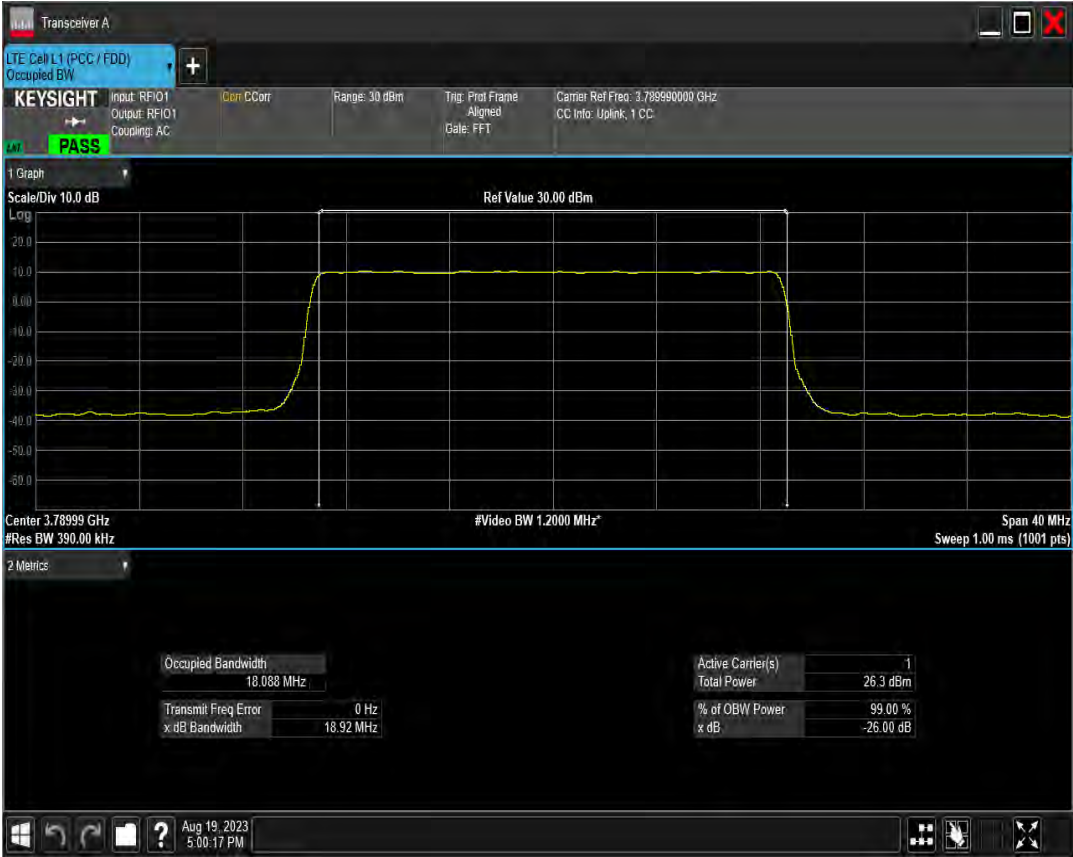 Transceiver A
LTE Cell L1 (PCC / FDD)
Occupied BW
+
KEYSIGHT
Input: RFIO1
Output: RFIO1
Coupling: AC
PASS
Corr CCorr
Range: 30 dBm
Trig: Prot Frame
Aligned
Gate: FFT
Carrier Ref Freq: 3.789990000 GHz
CC Info: Uplink, 1 CC
1 Graph
Scale/Div 10.0 dB
Ref Value 30.00 dBm
Log
20.0
10.0
0.00
-10.0
-20.0
-30.0
-40.0
-50.0
-60.0
Center 3.78999 GHz
#Video BW 1.2000 MHz*
Span 40 MHz
#Res BW 390.00 kHz
Sweep 1.00 ms (1001 pts)
2 Metrics
Occupied Bandwidth
18.088 MHz
Transmit Freq Error 0 Hz
x dB Bandwidth 18.92 MHz
Active Carrier(s) 1
Total Power 26.3 dBm
% of OBW Power 99.00 %
x dB -26.00 dB
?
Aug 19, 2023
5:00:17 PM